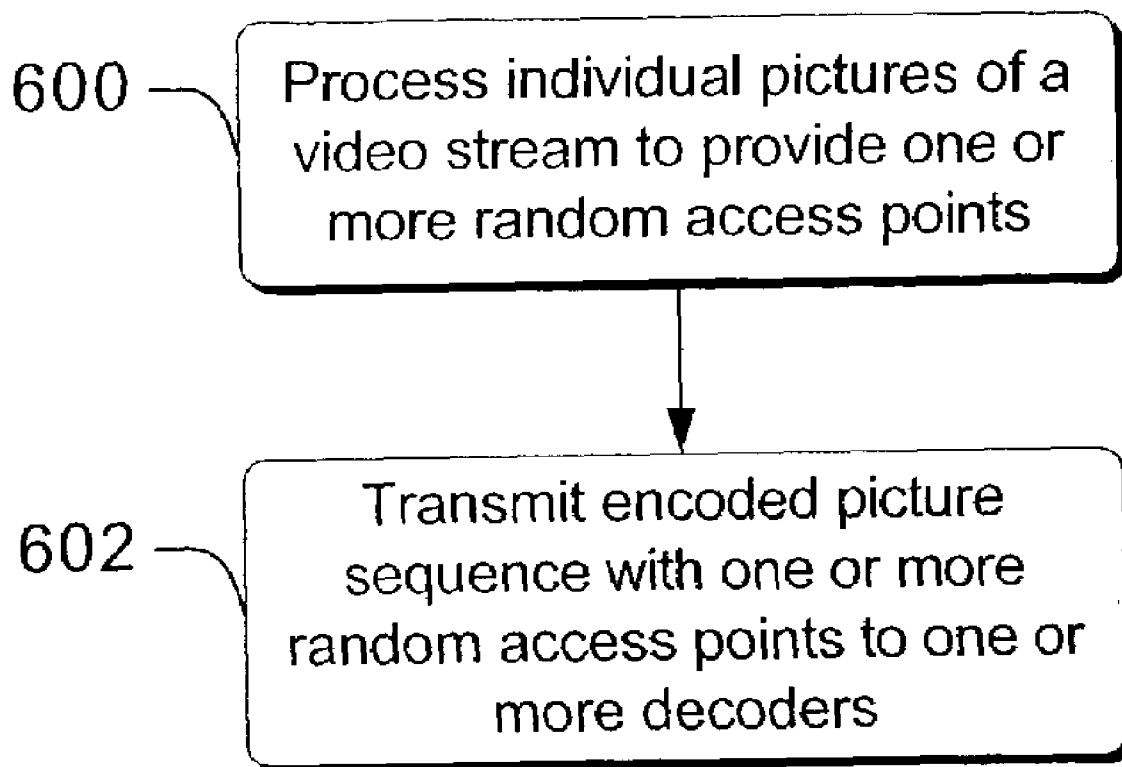 600
Process individual pictures of a
video stream to provide one or
more random access points
602
Transmit encoded picture
sequence with one or more
random access points to one or
more decoders